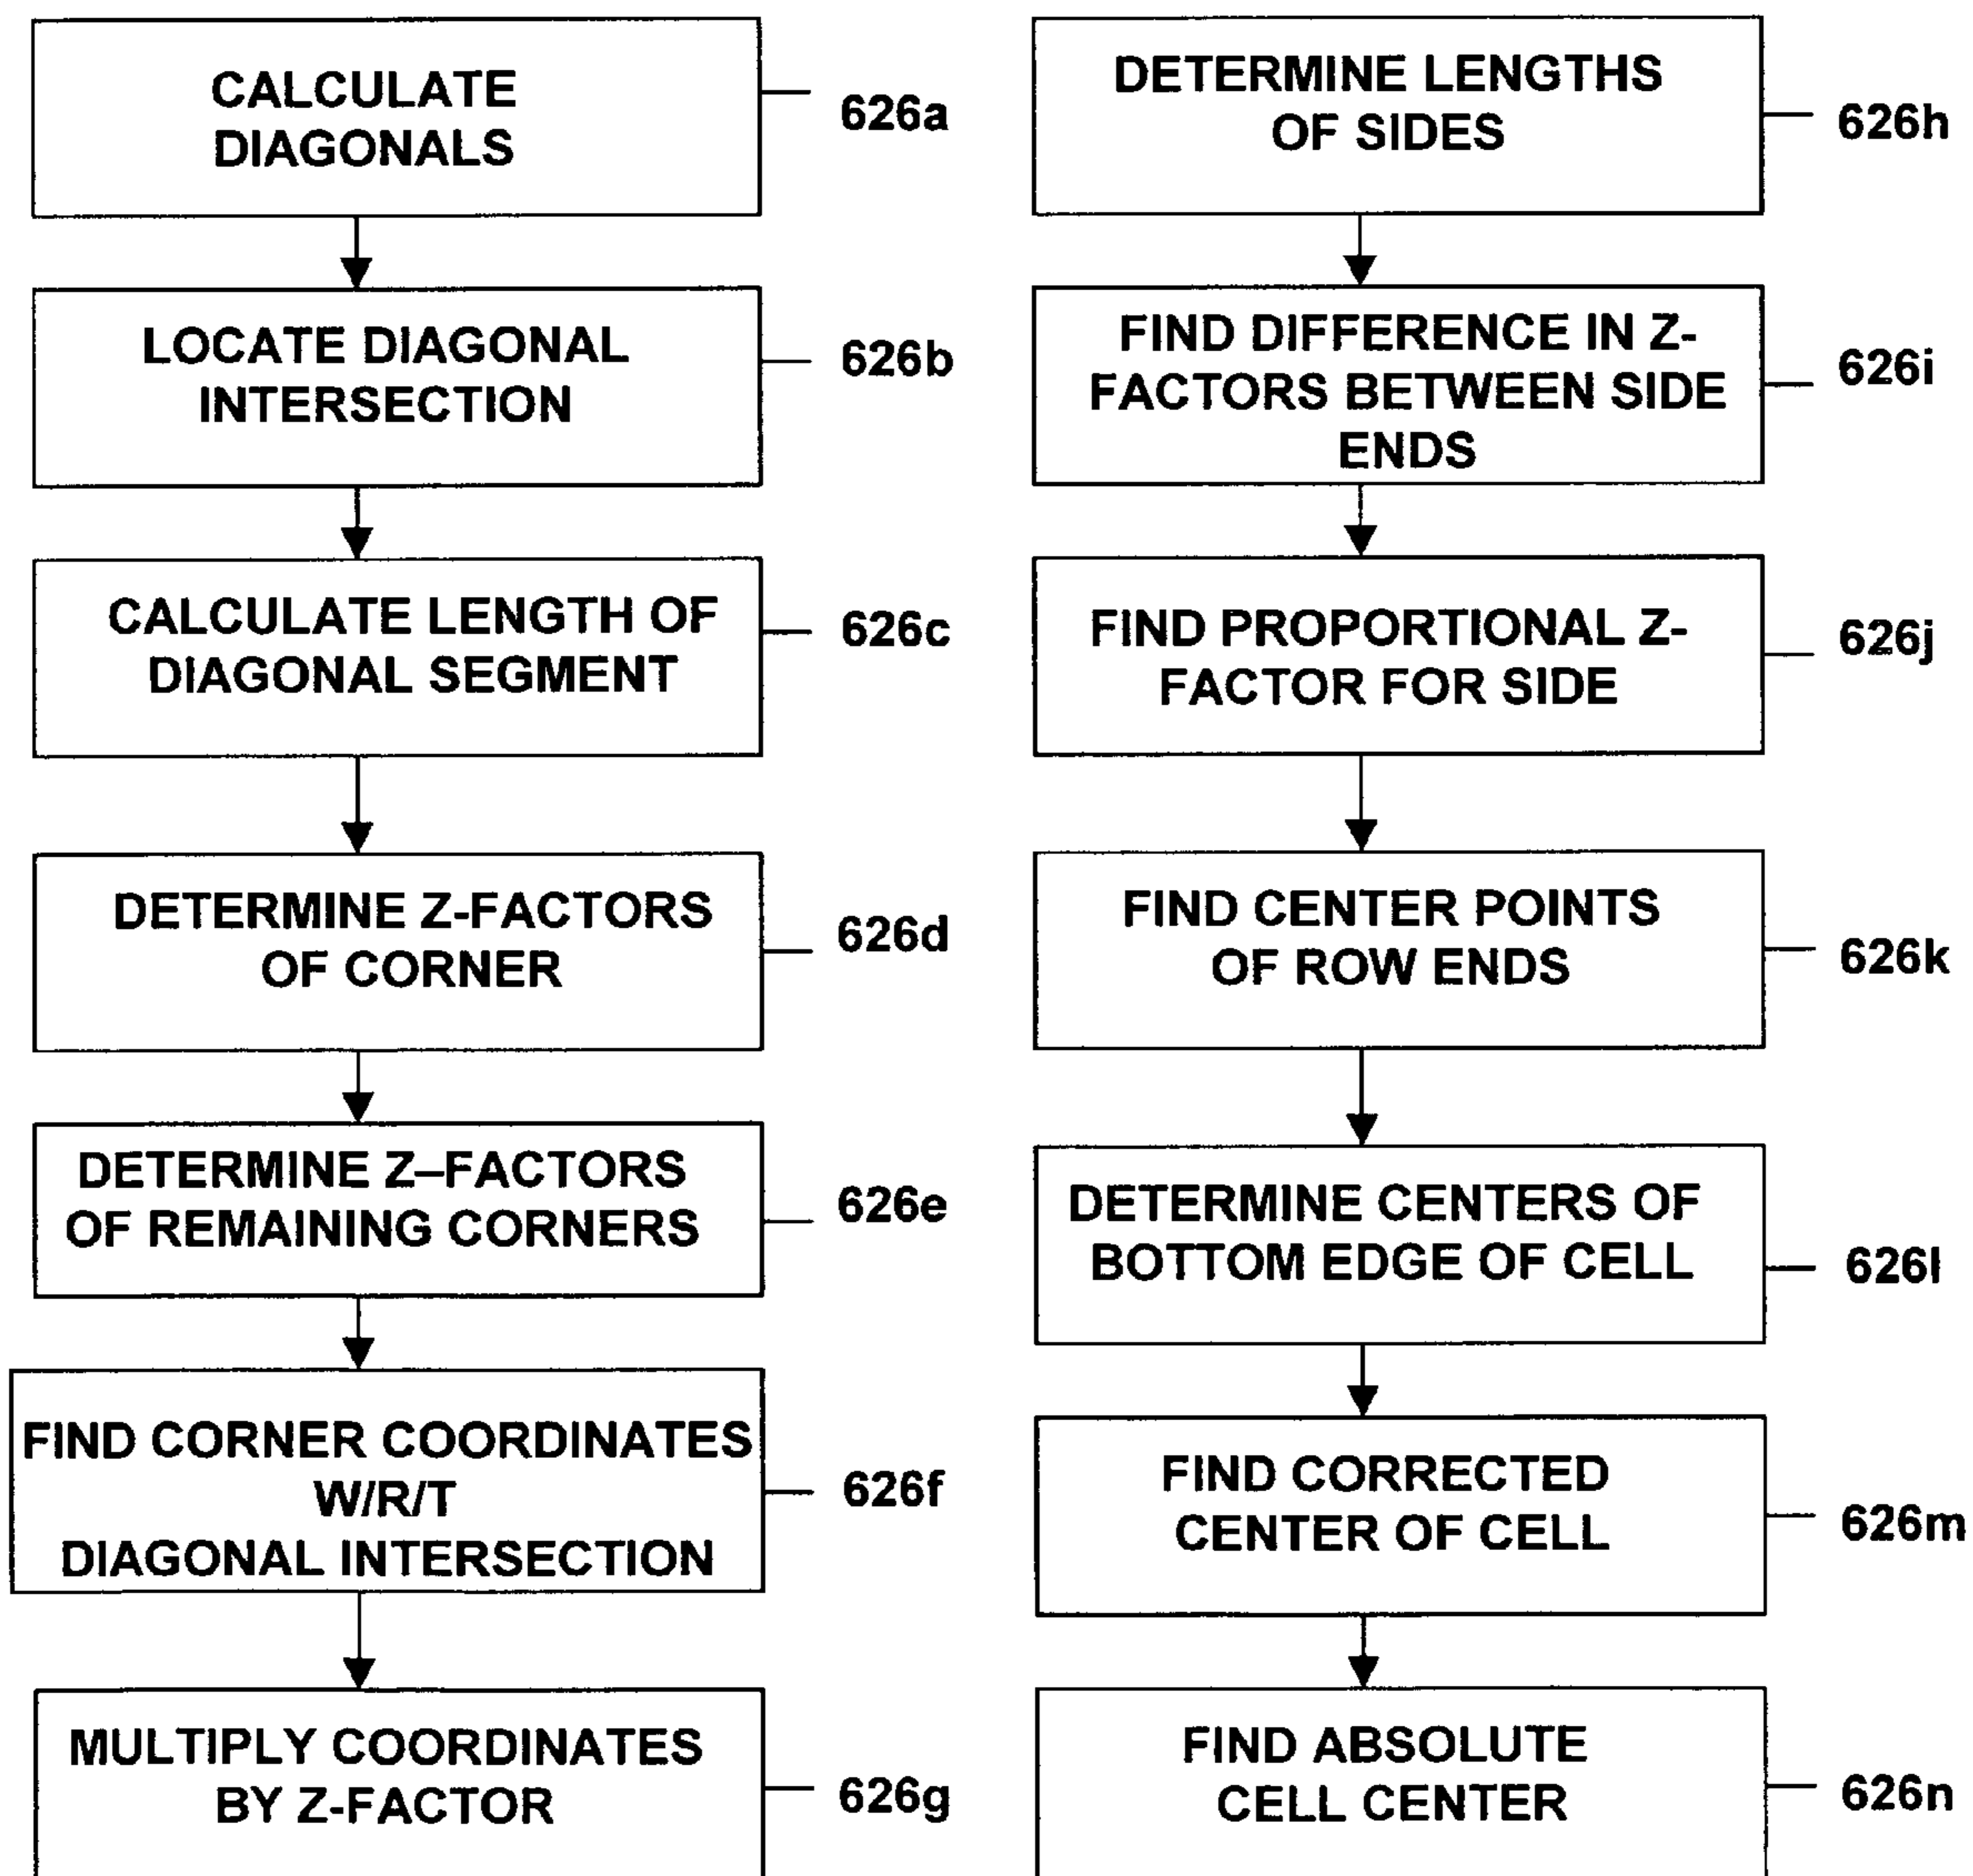 CALCULATE
DIAGONALS
626a
LOCATE DIAGONAL
INTERSECTION
626b
CALCULATE LENGTH OF
DIAGONAL SEGMENT
626c
DETERMINE Z-FACTORS
OF CORNER
626d
DETERMINE Z–FACTORS
OF REMAINING CORNERS
626e
FIND CORNER COORDINATES
W/R/T
DIAGONAL INTERSECTION
626f
MULTIPLY COORDINATES
BY Z-FACTOR
626g
DETERMINE LENGTHS
OF SIDES
626h
FIND DIFFERENCE IN Z-
FACTORS BETWEEN SIDE
ENDS
626i
FIND PROPORTIONAL Z-
FACTOR FOR SIDE
626j
FIND CENTER POINTS
OF ROW ENDS
626k
DETERMINE CENTERS OF
BOTTOM EDGE OF CELL
626l
FIND CORRECTED
CENTER OF CELL
626m
FIND ABSOLUTE
CELL CENTER
626n